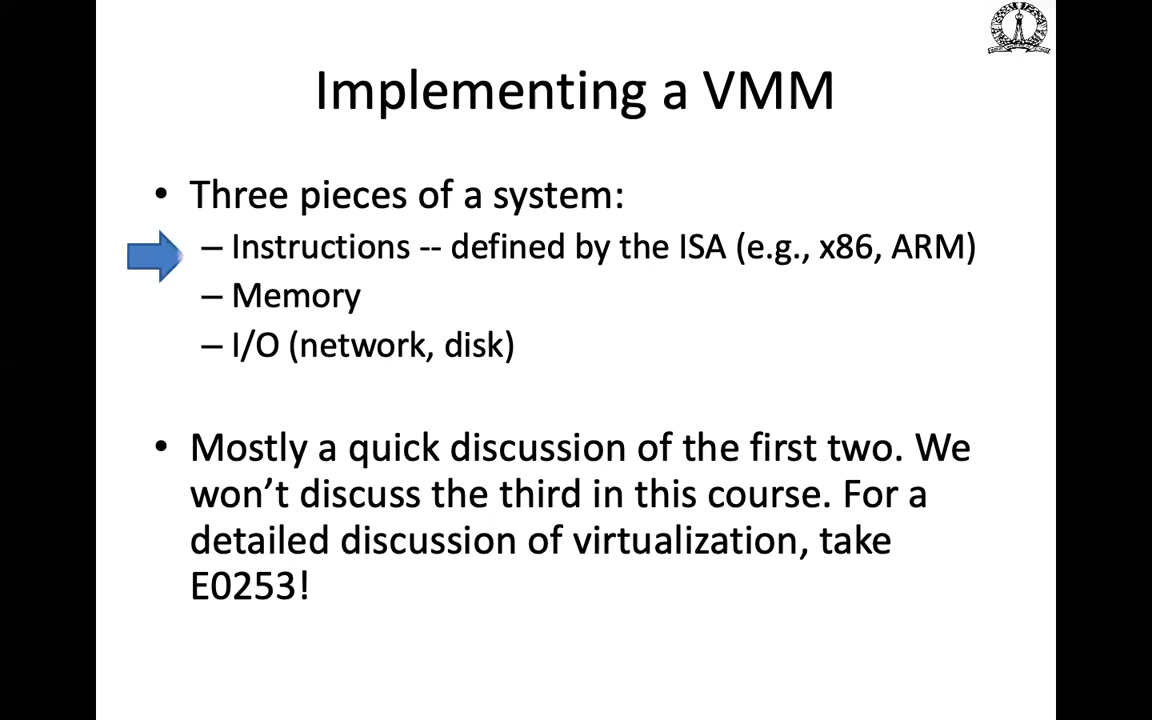 Implementing a VMM
• Three pieces of a system:
– Instructions -- defined by the ISA (e.g., x86, ARM)
– Memory
– I/O (network, disk)
• Mostly a quick discussion of the first two. We
won’t discuss the third in this course. For a
detailed discussion of virtualization, take
E0253!